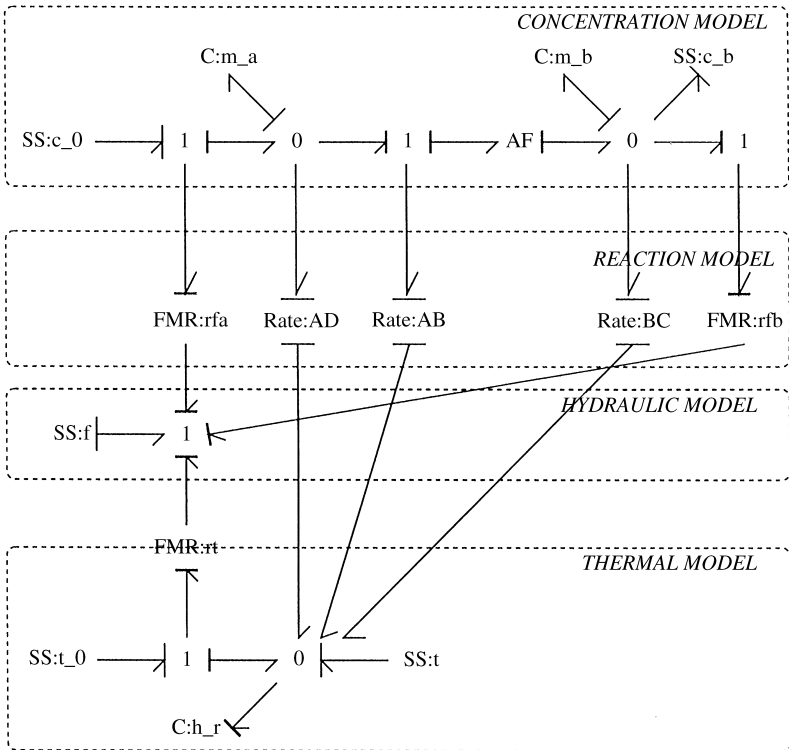 CONCENTRATION MODEL
C:m_a C:m_b SS:c_b
SS:c_0 1 0 1 AF 0 1
REACTION MODEL
FMR:rfa Rate:AD Rate:AB Rate:BC FMR:rfb
HYDRAULIC MODEL
SS:f 1
FMR:rt
THERMAL MODEL
SS:t_0 1 0 SS:t
C:h_r